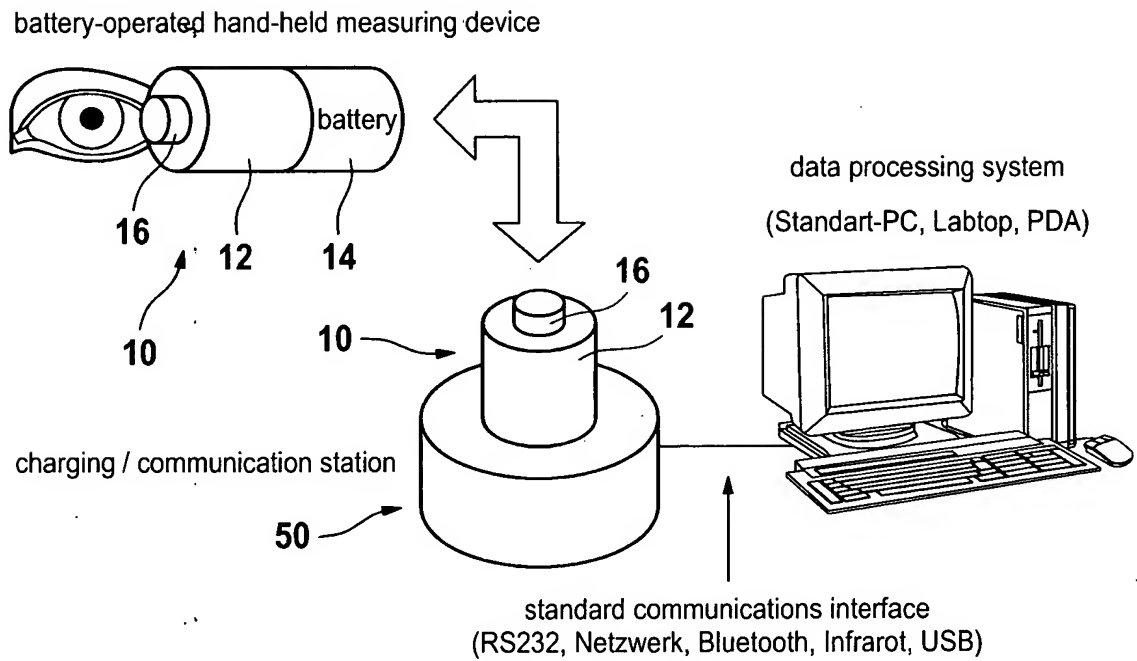 battery-operated hand-held measuring device
battery
16
12
14
10
data processing system
(Standart-PC, Labtop, PDA)
16
12
10
charging / communication station
50
standard communications interface
(RS232, Netzwerk, Bluetooth, Infrarot, USB)